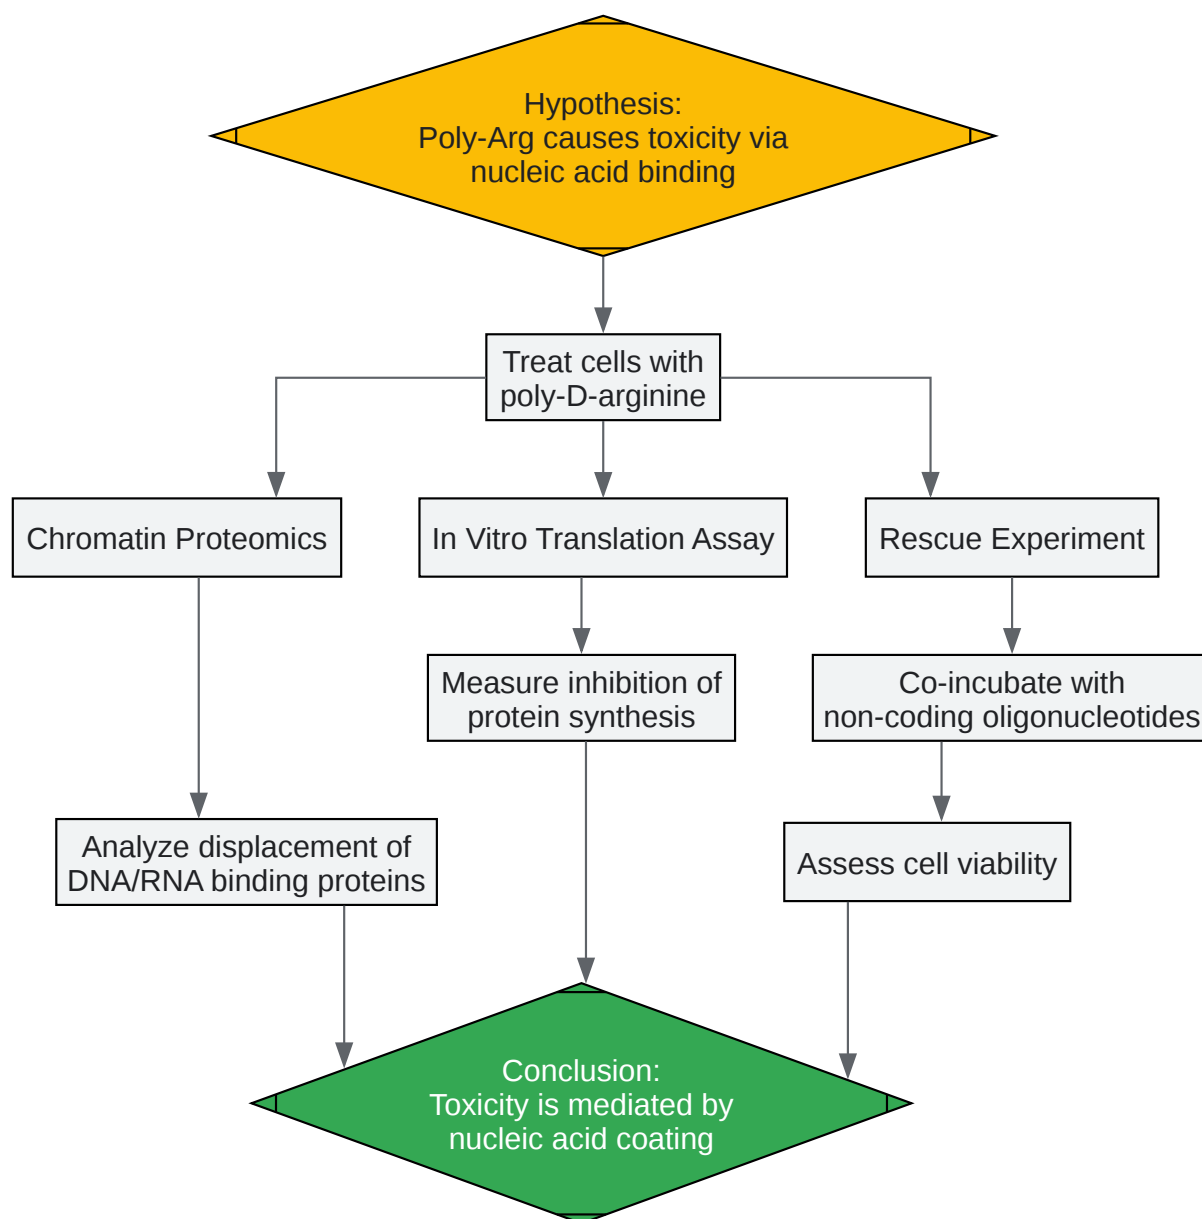 Hypothesis:
Poly-Arg causes toxicity via
nucleic acid binding
Treat cells with
poly-D-arginine
Chromatin Proteomics
In Vitro Translation Assay
Rescue Experiment
Measure inhibition of
protein synthesis
Co-incubate with
non-coding oligonucleotides
Analyze displacement of
DNA/RNA binding proteins
Assess cell viability
Conclusion:
Toxicity is mediated by
nucleic acid coating